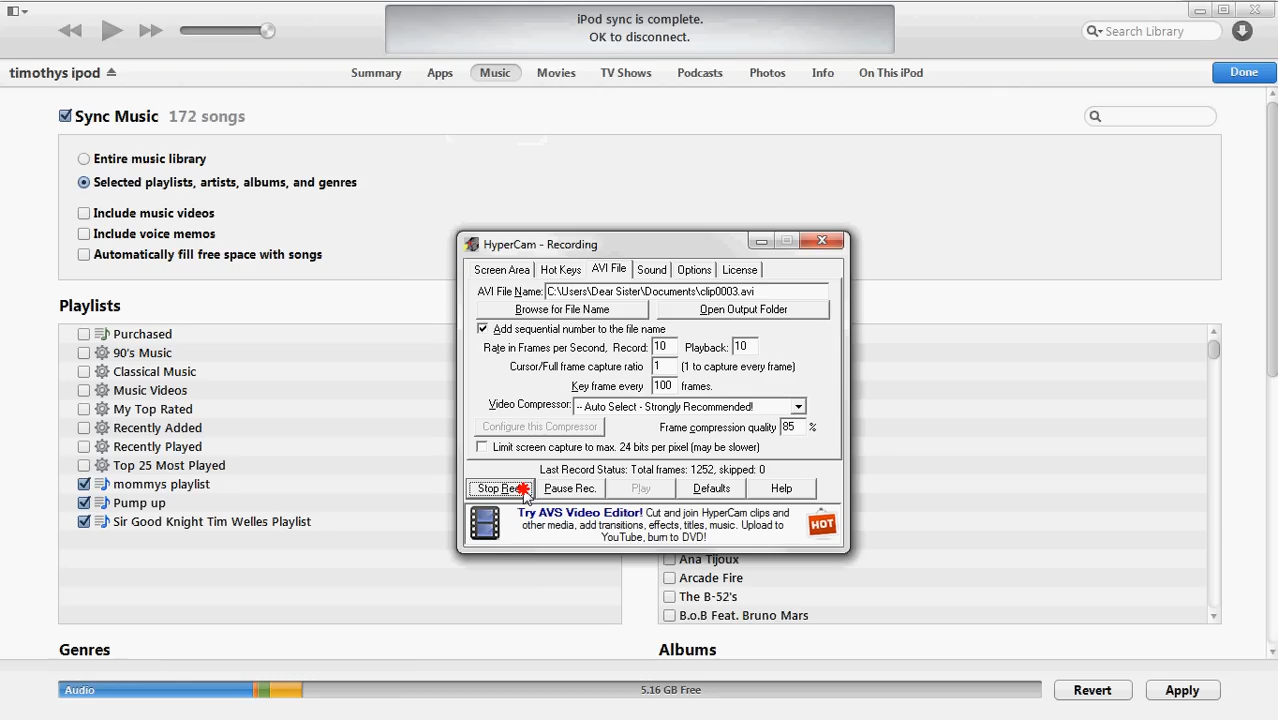 iPod sync is complete.
OK to disconnect.
Search Library
timothys ipod
Summary Apps Music Movies TV Shows Podcasts Photos Info On This iPod Done
Sync Music 172 songs
Entire music library
Selected playlists, artists, albums, and genres
Include music videos
Include voice memos
Automatically fill free space with songs
Playlists
Purchased
90's Music
Classical Music
Music Videos
My Top Rated
Recently Added
Recently Played
Top 25 Most Played
mommys playlist
Pump up
Sir Good Knight Tim Welles Playlist
HyperCam - Recording
Screen Area Hot Keys AVI File Sound Options License
AVI File Name: C:\Users\Dear Sister\Documents\clip0003.avi
Browse for File Name Open Output Folder
Add sequential number to the file name
Rate in Frames per Second, Record: 10 Playback: 10
Cursor/Full frame capture ratio 1 (1 to capture every frame)
Key frame every 100 frames.
Video Compressor: -- Auto Select - Strongly Recommended!
Configure this Compressor Frame compression quality 85 %
Limit screen capture to max. 24 bits per pixel (may be slower)
Last Record Status: Total frames: 1252, skipped: 0
Stop Pause Rec. Play Defaults Help
Try AVS Video Editor! Cut and join HyperCam clips and
other media, add transitions, effects, titles, music. Upload to
YouTube, burn to DVD!
HOT
Ana Tijoux
Arcade Fire
The B-52's
B.o.B Feat. Bruno Mars
Genres
Albums
Audio 5.16 GB Free Revert Apply